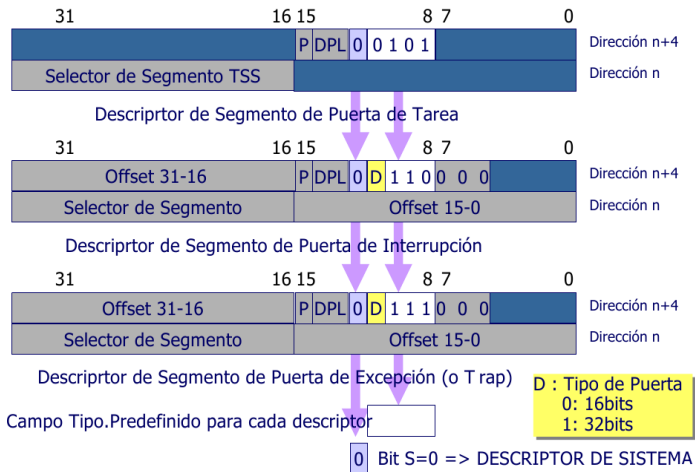 31 16 15 8 7 0
P DPL 0 0 1 0 1 Dirección n+4
Selector de Segmento TSS Dirección n
Descriprtor de Segmento de Puerta de Tarea
31 16 15 8 7 0
Offset 31-16 P DPL 0 D 1 1 0 0 0 0 Dirección n+4
Selector de Segmento Offset 15-0 Dirección n
Descriprtor de Segmento de Puerta de Interrupción
31 16 15 8 7 0
Offset 31-16 P DPL 0 D 1 1 1 0 0 0 Dirección n+4
Selector de Segmento Offset 15-0 Dirección n
Descriprtor de Segmento de Puerta de Excepción (o T rap)
D : Tipo de Puerta
0: 16bits
1: 32bits
Campo Tipo.Predefinido para cada descriptor
0 Bit S=0 => DESCRIPTOR DE SISTEMA